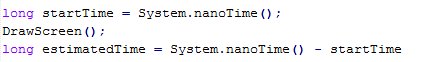 long startTime = System.nanoTime();
DrawScreen();
long estimatedTime = System.nanoTime() - startTime